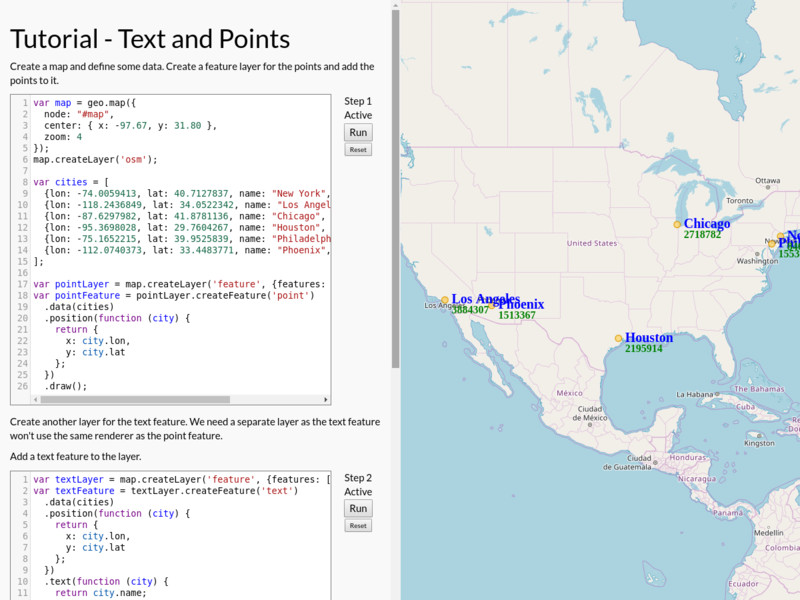 Tutorial - Text and Points
Create a map and define some data. Create a feature layer for the points and add the
points to it.
1 var map = geo.map({
2 node: "#map",
3 center: { x: -97.67, y: 31.80 },
4 zoom: 4
5 });
6 map.createLayer('osm');
7
8 var cities = [
9 {lon: -74.0059413, lat: 40.7127837, name: "New York",
10 {lon: -118.2436849, lat: 34.0522342, name: "Los Angel
11 {lon: -87.6297982, lat: 41.8781136, name: "Chicago",
12 {lon: -95.3698028, lat: 29.7604267, name: "Houston",
13 {lon: -75.1652215, lat: 39.9525839, name: "Philadelph
14 {lon: -112.0740373, lat: 33.4483771, name: "Phoenix",
15 ];
16
17 var pointLayer = map.createLayer('feature', {features:
18 var pointFeature = pointLayer.createFeature('point')
19 .data(cities)
20 .position(function (city) {
21 return {
22 x: city.lon,
23 y: city.lat
24 };
25 })
26 .draw();
Step 1
Active
Run
Reset
Create another layer for the text feature. We need a separate layer as the text feature
won't use the same renderer as the point feature.
Add a text feature to the layer.
1 var textLayer = map.createLayer('feature', {features: [
2 var textFeature = textLayer.createFeature('text')
3 .data(cities)
4 .position(function (city) {
5 return {
6 x: city.lon,
7 y: city.lat
8 };
9 })
10 .text(function (city) {
11 return city.name;
Step 2
Active
Run
Reset
Ottawa
Toronto
Chicago
2718782
United States
Washington
1553
Los Angeles
3884307
Phoenix
1513367
Houston
2195914
México
Ciudad
de México
La Habana
The Bahamas
Cuba
Kingston
Ciudad
de Guatemala
Honduras
Nicaragua
Panamá
Medellín
Colombia
Ecuador